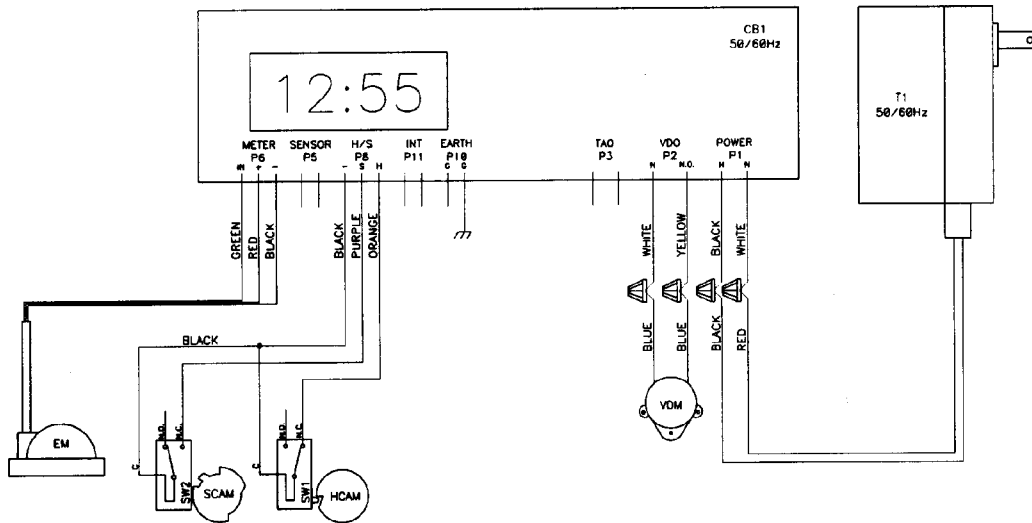 CB1
50/60Hz
12:55
T1
50/60Hz
METER
P6
SENSOR
P5
H/S
P8
INT
P11
EARTH
P10
TAO
P3
VDO
P2
POWER
P1
IN + -
- S H
G G
N N.O.
H N
GREEN
RED
BLACK
BLACK
PURPLE
ORANGE
WHITE
YELLOW
BLACK
WHITE
BLUE
BLUE
BLACK
RED
BLACK
VDM
EM
N.O.
N.C.
C
SW2
SCAM
N.O.
N.C.
C
SW1
HCAM